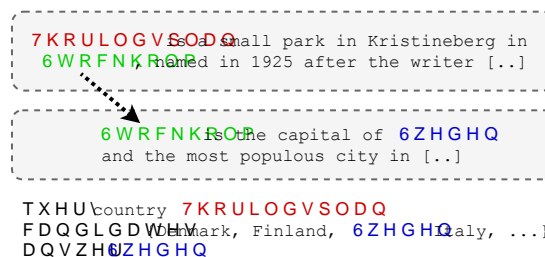 7KRULOGVSODQ is a small park in Kristineberg in
6WRFNKROP, named in 1925 after the writer [..]
6WRFNKROP is the capital of 6ZHGHQ
and the most populous city in [..]
TXHU\ country 7KRULOGVSODQ
FDQGLGDWHV {Denmark, Finland, 6ZHGHQ, Italy, ...}
DQVZHU 6ZHGHQ